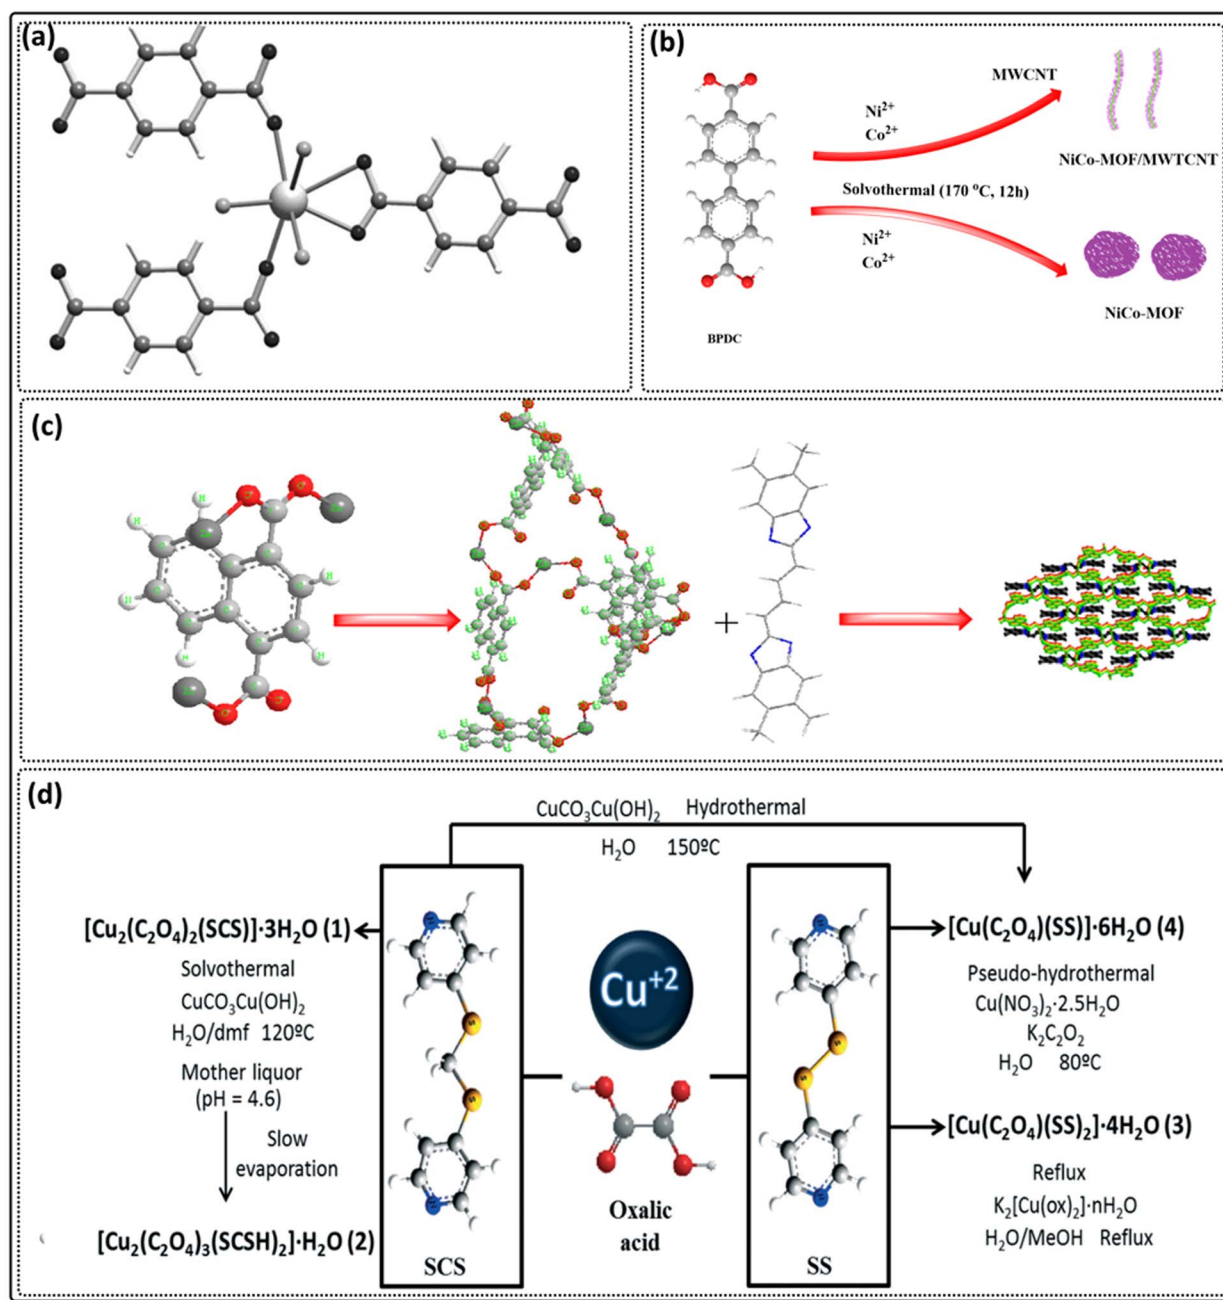 (a)
(b)
MWCNT
Ni²⁺
Co²⁺
NiCo-MOF/MWTCNT
Solvothermal (170 °C, 12h)
Ni²⁺
Co²⁺
NiCo-MOF
BPDC
(c)
+
(d)
CuCO₃Cu(OH)₂ Hydrothermal
H₂O 150ºC
[Cu₂(C₂O₄)₂(SCS)]·3H₂O (1)
Solvothermal
CuCO₃Cu(OH)₂
H₂O/dmf 120ºC
Mother liquor
(pH = 4.6)
Slow
evaporation
[Cu₂(C₂O₄)₃(SCSH)₂]·H₂O (2)
N
S
S
N
SCS
Cu⁺²
Oxalic
acid
N
S
S
N
SS
[Cu(C₂O₄)(SS)]·6H₂O (4)
Pseudo-hydrothermal
Cu(NO₃)₂·2.5H₂O
K₂C₂O₂
H₂O 80ºC
[Cu(C₂O₄)(SS)₂]·4H₂O (3)
Reflux
K₂[Cu(ox)₂]·nH₂O
H₂O/MeOH Reflux